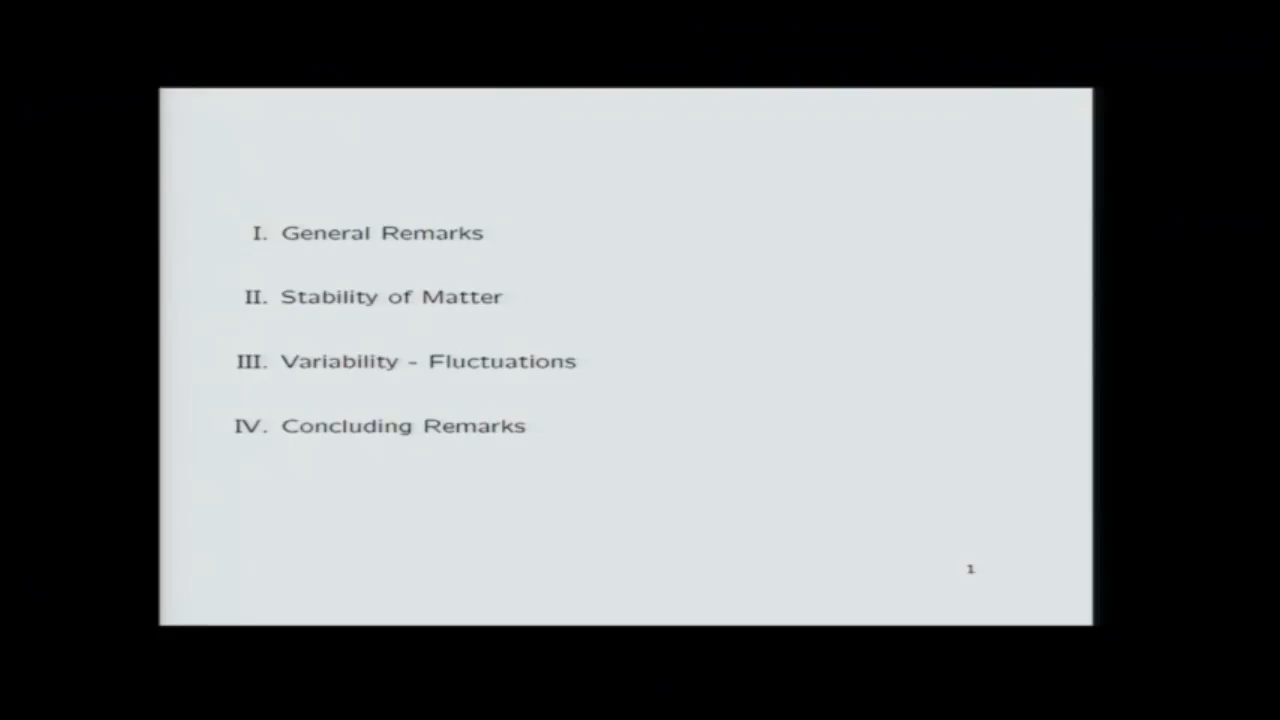 I. General Remarks
II. Stability of Matter
III. Variability - Fluctuations
IV. Concluding Remarks
1